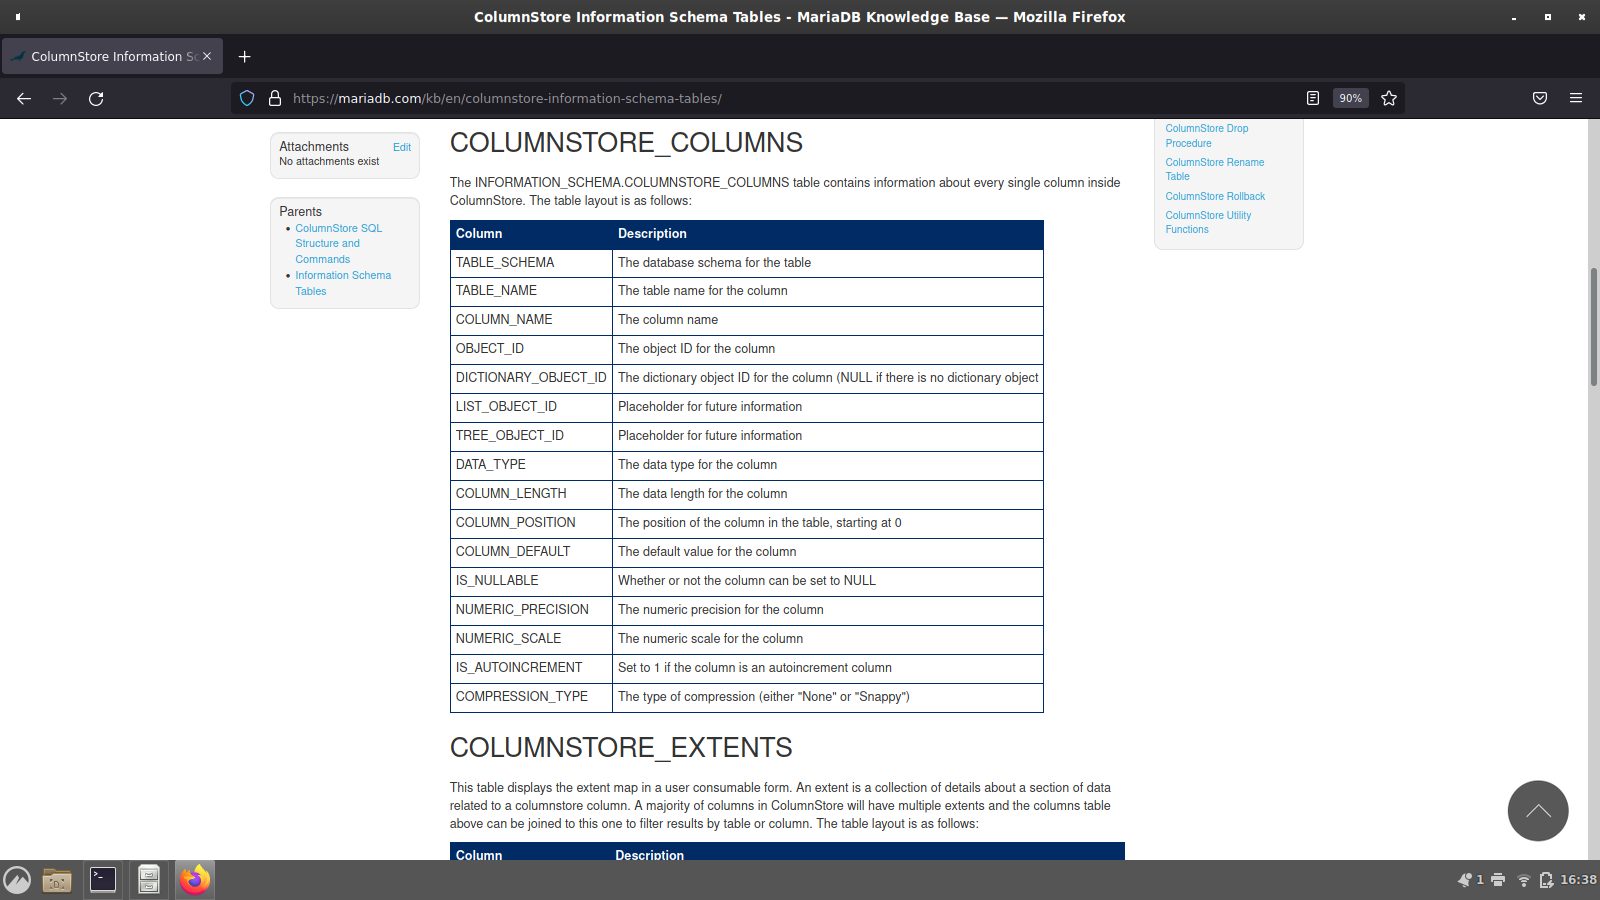 ColumnStore Information Schema Tables - MariaDB Knowledge Base — Mozilla Firefox
ColumnStore Information Sc
https://mariadb.com/kb/en/columnstore-information-schema-tables/
90%
Attachments Edit
No attachments exist
Parents
ColumnStore SQL
Structure and
Commands
Information Schema
Tables
COLUMNSTORE_COLUMNS
The INFORMATION_SCHEMA.COLUMNSTORE_COLUMNS table contains information about every single column inside
ColumnStore. The table layout is as follows:
Column Description
TABLE_SCHEMA The database schema for the table
TABLE_NAME The table name for the column
COLUMN_NAME The column name
OBJECT_ID The object ID for the column
DICTIONARY_OBJECT_ID The dictionary object ID for the column (NULL if there is no dictionary object
LIST_OBJECT_ID Placeholder for future information
TREE_OBJECT_ID Placeholder for future information
DATA_TYPE The data type for the column
COLUMN_LENGTH The data length for the column
COLUMN_POSITION The position of the column in the table, starting at 0
COLUMN_DEFAULT The default value for the column
IS_NULLABLE Whether or not the column can be set to NULL
NUMERIC_PRECISION The numeric precision for the column
NUMERIC_SCALE The numeric scale for the column
IS_AUTOINCREMENT Set to 1 if the column is an autoincrement column
COMPRESSION_TYPE The type of compression (either "None" or "Snappy")
COLUMNSTORE_EXTENTS
This table displays the extent map in a user consumable form. An extent is a collection of details about a section of data
related to a columnstore column. A majority of columns in ColumnStore will have multiple extents and the columns table
above can be joined to this one to filter results by table or column. The table layout is as follows:
Column Description
ColumnStore Drop
Procedure
ColumnStore Rename
Table
ColumnStore Rollback
ColumnStore Utility
Functions
1
16:38